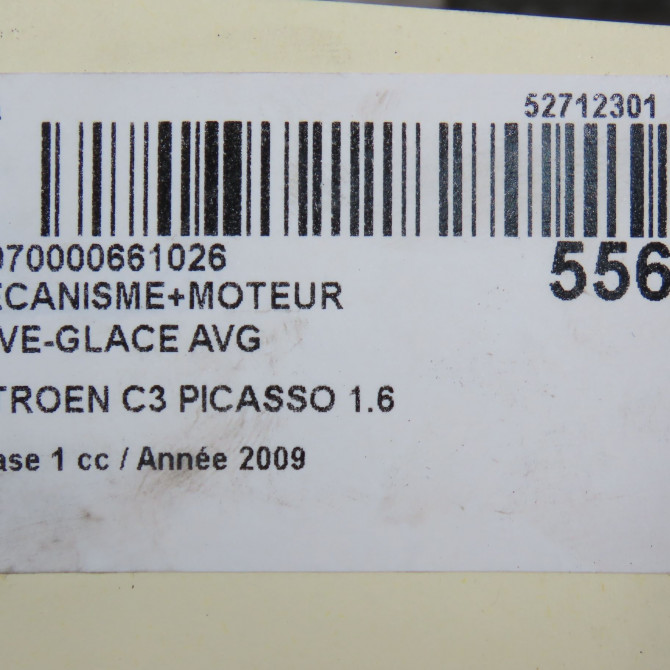 52712301
070000661026
556
ECANISME+MOTEUR
VE-GLACE AVG
TROEN C3 PICASSO 1.6
ase 1 cc / Année 2009